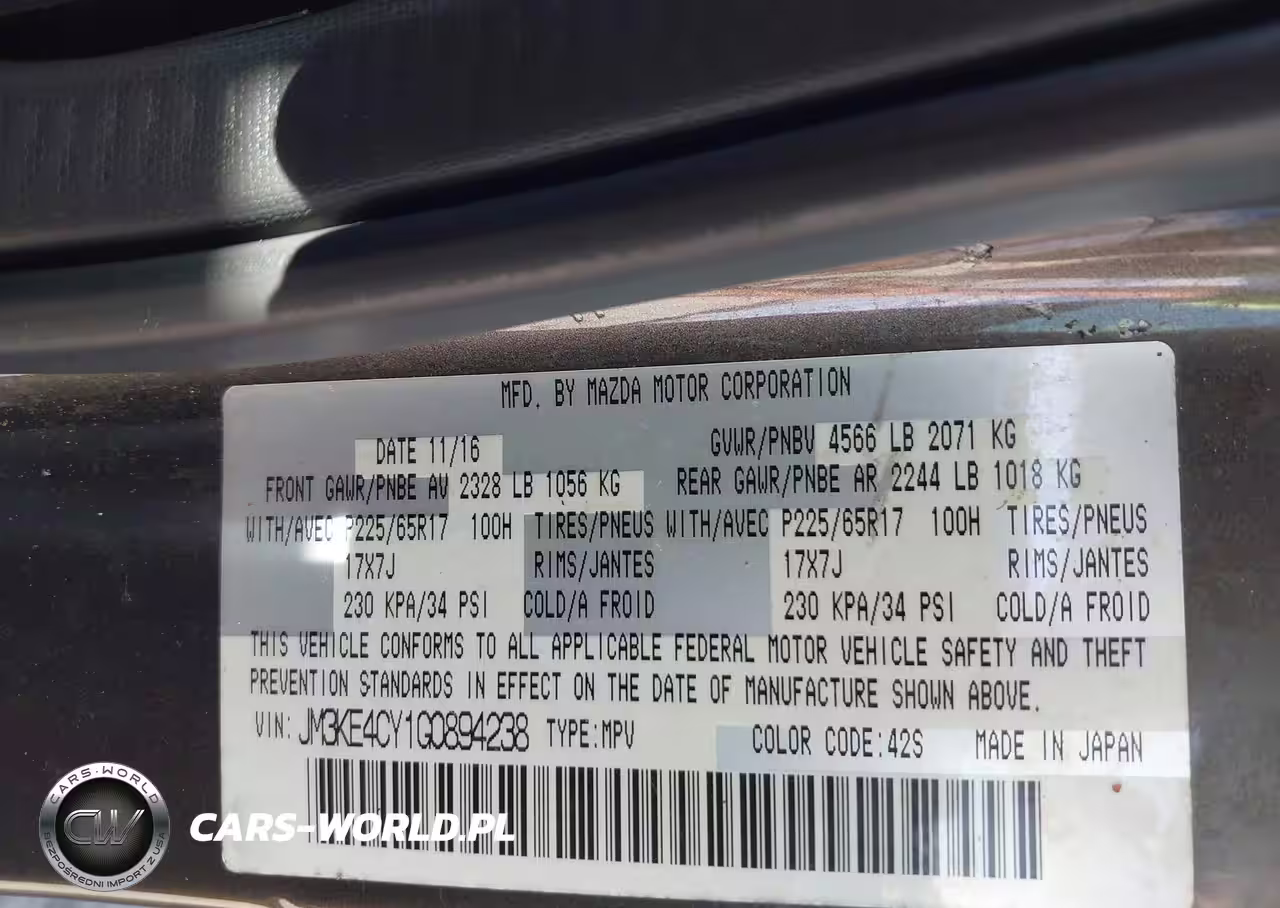 MFD. BY MAZDA MOTOR CORPORATION
DATE 11/16 GVWR/PNBV 4566 LB 2071 KG
FRONT GAWR/PNBE AV 2328 LB 1056 KG REAR GAWR/PNBE AR 2244 LB 1018 KG
WITH/AVEC P225/65R17 100H TIRES/PNEUS WITH/AVEC P225/65R17 100H TIRES/PNEUS
17X7J RIMS/JANTES 17X7J RIMS/JANTES
230 KPA/34 PSI COLD/A FROID 230 KPA/34 PSI COLD/A FROID
THIS VEHICLE CONFORMS TO ALL APPLICABLE FEDERAL MOTOR VEHICLE SAFETY AND THEFT
PREVENTION STANDARDS IN EFFECT ON THE DATE OF MANUFACTURE SHOWN ABOVE.
VIN: JM3KE4CY1G0894238 TYPE:MPV COLOR CODE:42S MADE IN JAPAN
CARS-WORLD
CW
BEZPOŚREDNI IMPORT Z USA
CARS-WORLD.PL